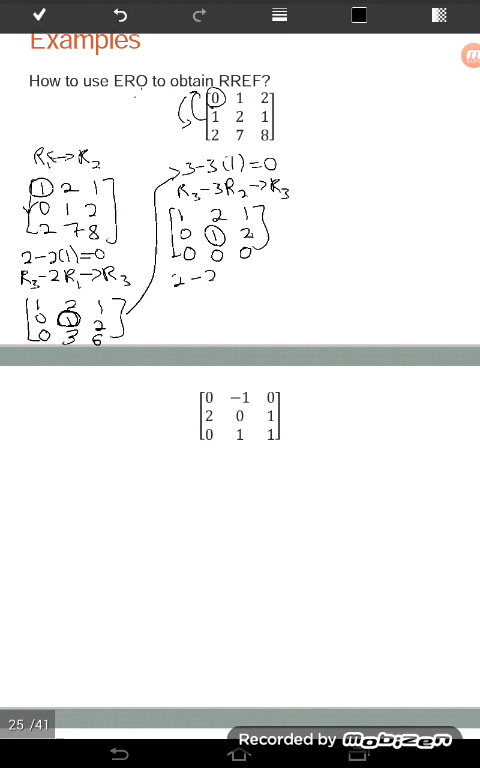 Examples
How to use ERO to obtain RREF?
0 1 2
1 2 1
2 7 8
R1 <-> R2
1 2 1
0 1 2
2 7 8
2-2(1)=0
R3-2R1->R3
1 2 1
0 1 2
0 3 6
3-3(1)=0
R3-3R2->R3
1 2 1
0 1 2
0 0 0
2-2
0 −1 0
2 0 1
0 1 1
25 /41
Recorded by mobizen